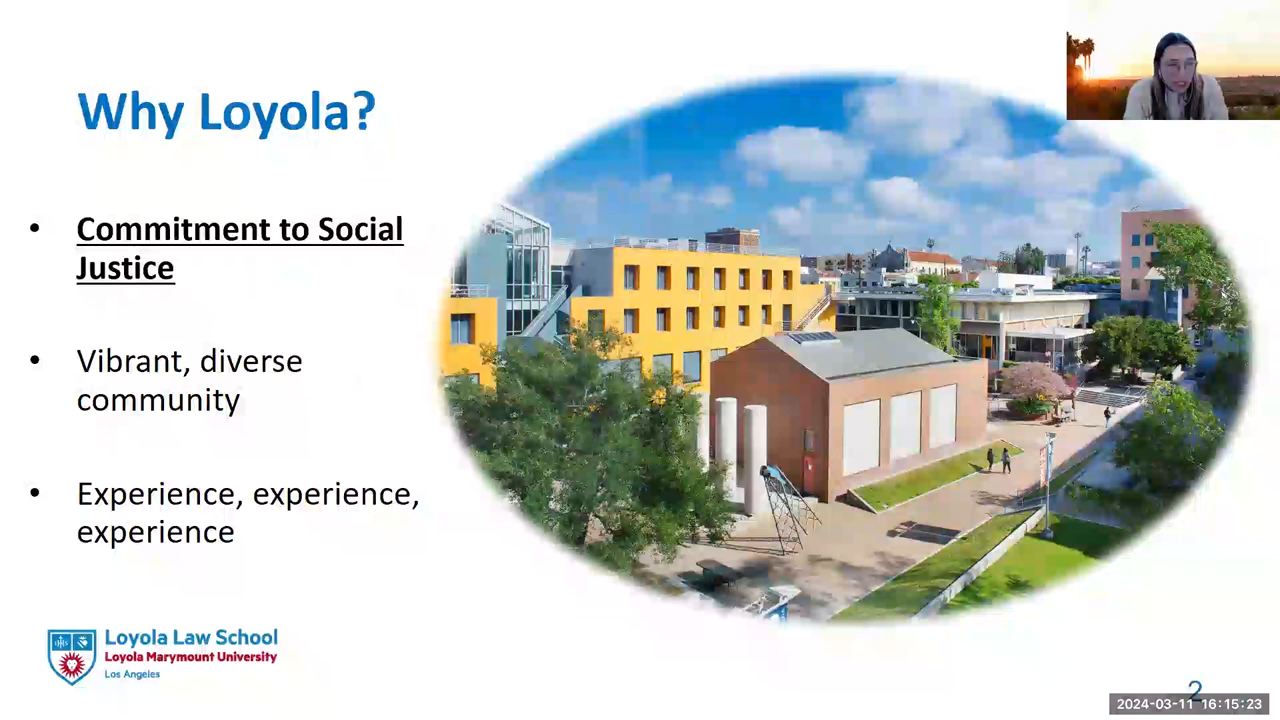 Why Loyola?
• Commitment to Social
Justice
• Vibrant, diverse
community
• Experience, experience,
experience
Loyola Law School
Loyola Marymount University
Los Angeles
2
2024-03-11 16:15:23